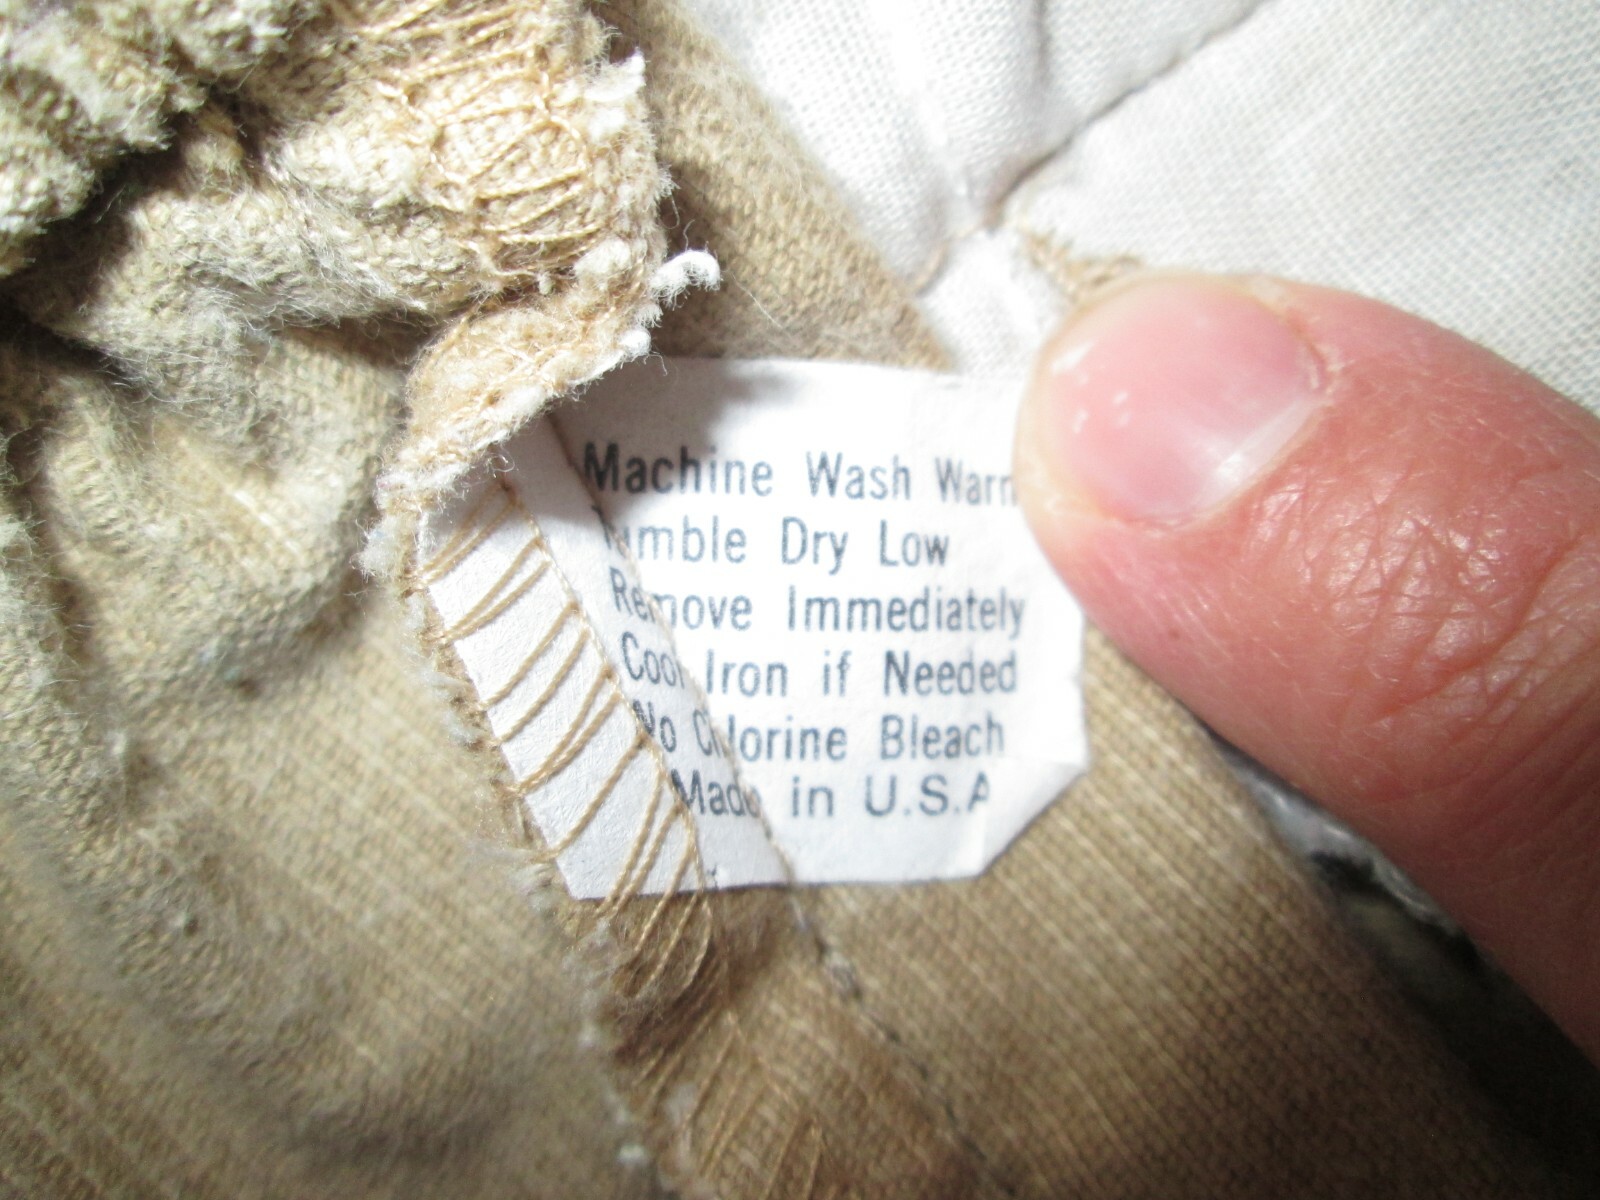 Machine Wash Warm
Tumble Dry Low
Remove Immediately
Cool Iron if Needed
No Chlorine Bleach
Made in U.S.A